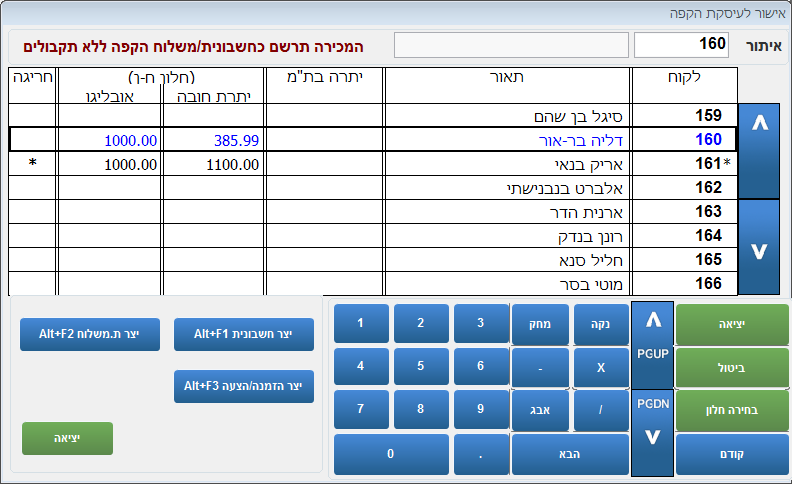 אישור לעיסקת הקפה
איתור 160 המכירה תרשם כחשבונית/משלוח הקפה ללא תקבולים
לקוח תאור יתרה בת"מ (חלון ח-ן) חריגה
יתרת חובה אובליגו
159 סיגל בן שהם
160 דליה בר-אור 385.99 1000.00
*161 אריק בנאי 1100.00 1000.00 *
162 אלברט בנבנישתי
163 ארנית הדר
164 רונן בנדק
165 חליל סנא
166 מוטי בסר
יצר ת.משלוח Alt+F2
יצר חשבונית Alt+F1
יצר הזמנה/הצעה Alt+F3
יציאה
1 2 3 מחק נקה
4 5 6 - X
7 8 9 אבג /
0 . הבא
PGUP
PGDN
יציאה
ביטול
בחירה חלון
קודם